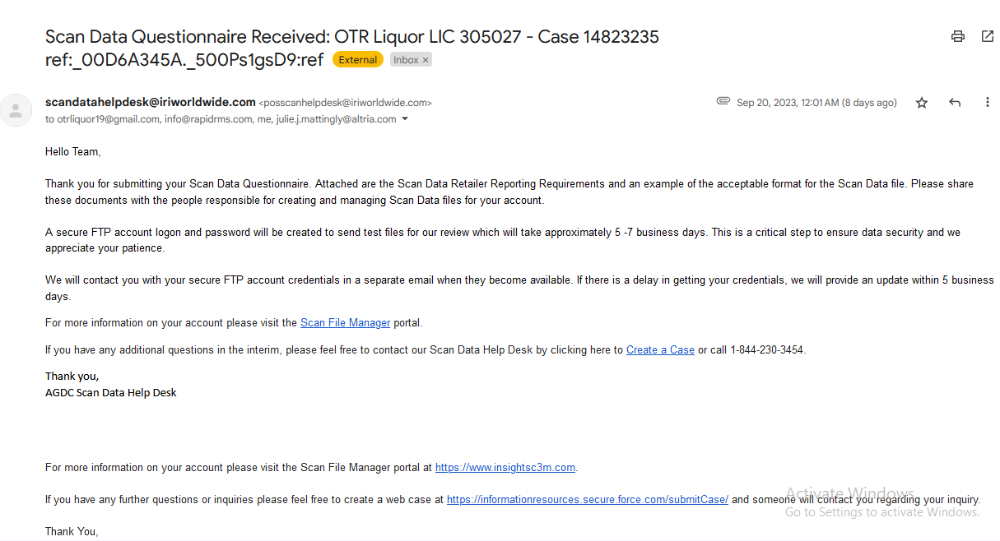 Scan Data Questionnaire Received: OTR Liquor LIC 305027 - Case 14823235
ref:_00D6A345A._500Ps1gsD9:ref External Inbox ×
scandatahelpdesk@iriworldwide.com <posscanhelpdesk@iriworldwide.com>
Sep 20, 2023, 12:01 AM (8 days ago)
to otrliquor19@gmail.com, info@rapidrms.com, me, julie.j.mattingly@altria.com
Hello Team,
Thank you for submitting your Scan Data Questionnaire. Attached are the Scan Data Retailer Reporting Requirements and an example of the acceptable format for the Scan Data file. Please share
these documents with the people responsible for creating and managing Scan Data files for your account.
A secure FTP account logon and password will be created to send test files for our review which will take approximately 5 -7 business days. This is a critical step to ensure data security and we
appreciate your patience.
We will contact you with your secure FTP account credentials in a separate email when they become available. If there is a delay in getting your credentials, we will provide an update within 5 business
days.
For more information on your account please visit the Scan File Manager portal.
If you have any additional questions in the interim, please feel free to contact our Scan Data Help Desk by clicking here to Create a Case or call 1-844-230-3454.
Thank you,
AGDC Scan Data Help Desk
For more information on your account please visit the Scan File Manager portal at https://www.insightsc3m.com.
If you have any further questions or inquiries please feel free to create a web case at https://informationresources.secure.force.com/submitCase/ and someone will contact you regarding your inquiry.
Thank You,
Activate Windows
Go to Settings to activate Windows.